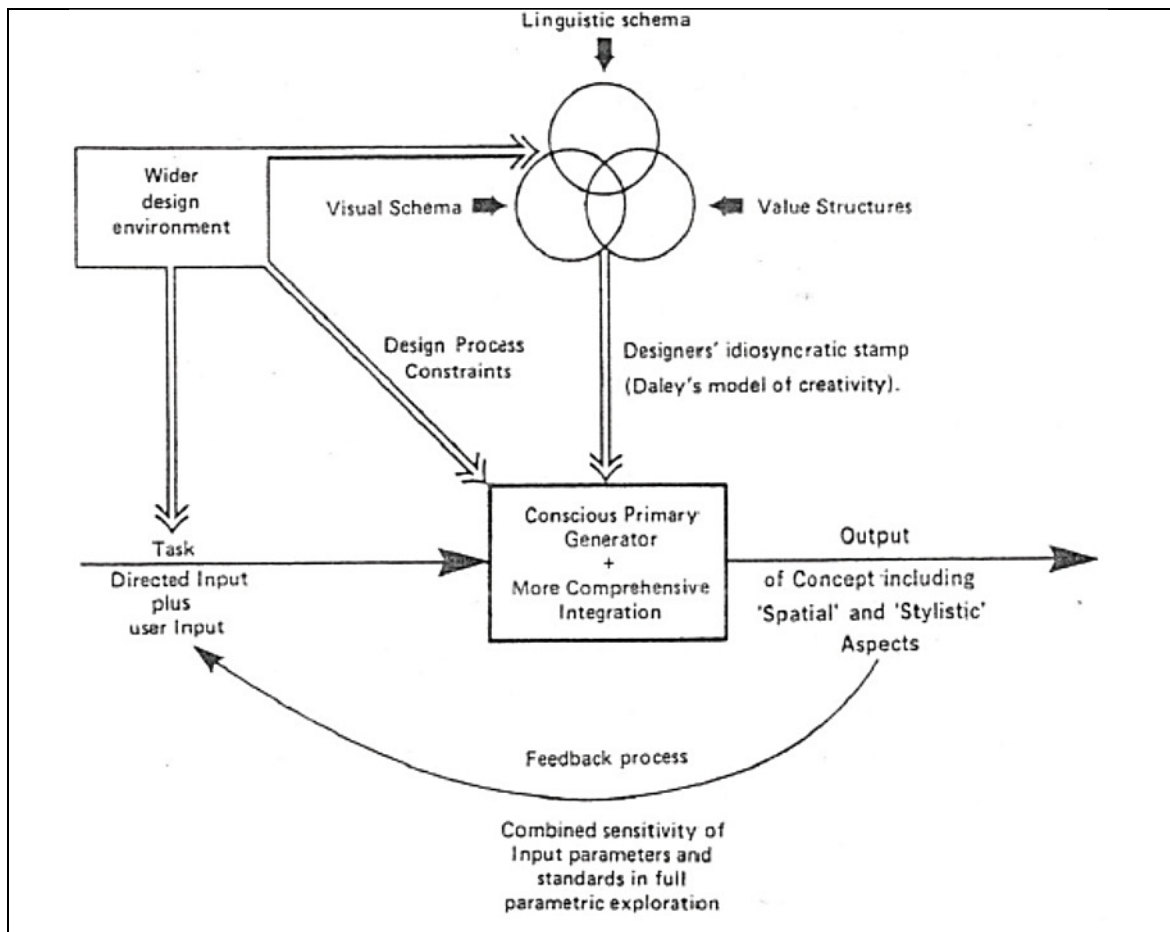 Linguistic schema
Wider
design
environment
Visual Schema
Value Structures
Design Process
Constraints
Designers' idiosyncratic stamp
(Daley's model of creativity).
Task
Directed Input
plus
user Input
Conscious Primary
Generator
+
More Comprehensive
Integration
Output
of Concept including
'Spatial' and 'Stylistic'
Aspects
Feedback process
Combined sensitivity of
Input parameters and
standards in full
parametric exploration